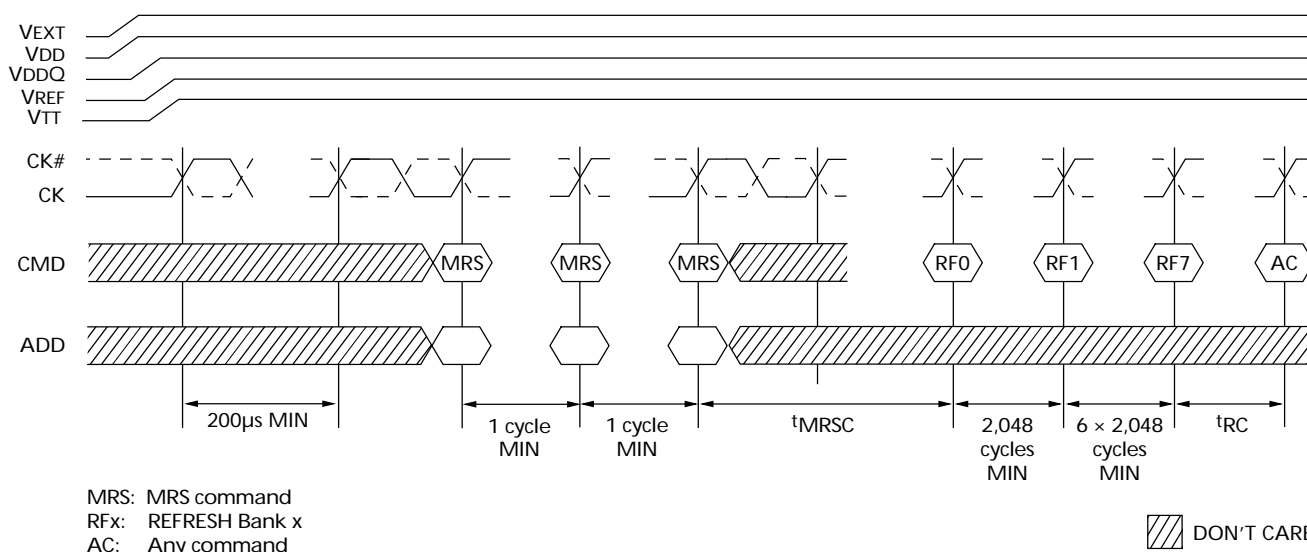 VEXT
VDD
VDDQ
VREF
VTT
CK#
CK
CMD MRS MRS MRS RF0 RF1 RF7 AC
ADD
200µs MIN
1 cycle
MIN
1 cycle
MIN
tMRSC
2,048
cycles
MIN
6 × 2,048
cycles
MIN
tRC
MRS: MRS command
RFx: REFRESH Bank x
AC: Any command
DON'T CARE